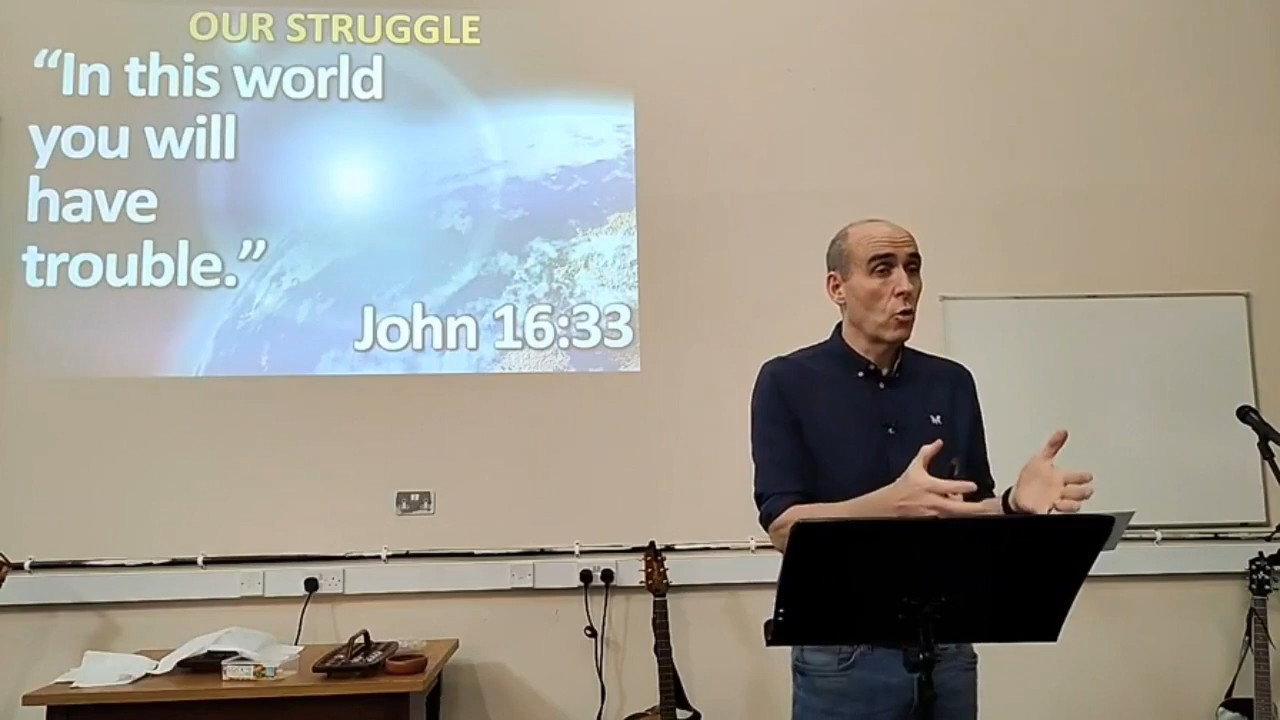 OUR STRUGGLE
“In this world
you will
have
trouble.”
John 16:33